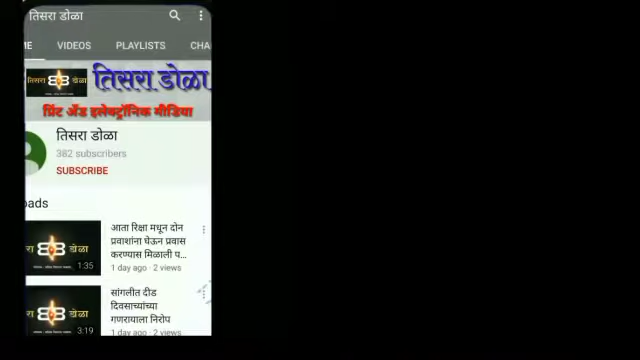 तिसरा डोळा
ME VIDEOS PLAYLISTS CHA
तिसरा डोळा
तिसरा डोळा
प्रिंट अँड इलेक्ट्रॉनिक मीडिया
तिसरा डोळा
382 subscribers
SUBSCRIBE
oads
आता रिक्षा मधून दोन
प्रवाशांना घेऊन प्रवास
करण्यास मिळाली प...
1 day ago · 2 views
रा डोळा
1:35
सांगलीत दीड
दिवसाच्यांच्या
गणरायाला निरोप
1 day ago · 2 views
रा डोळा
3:19